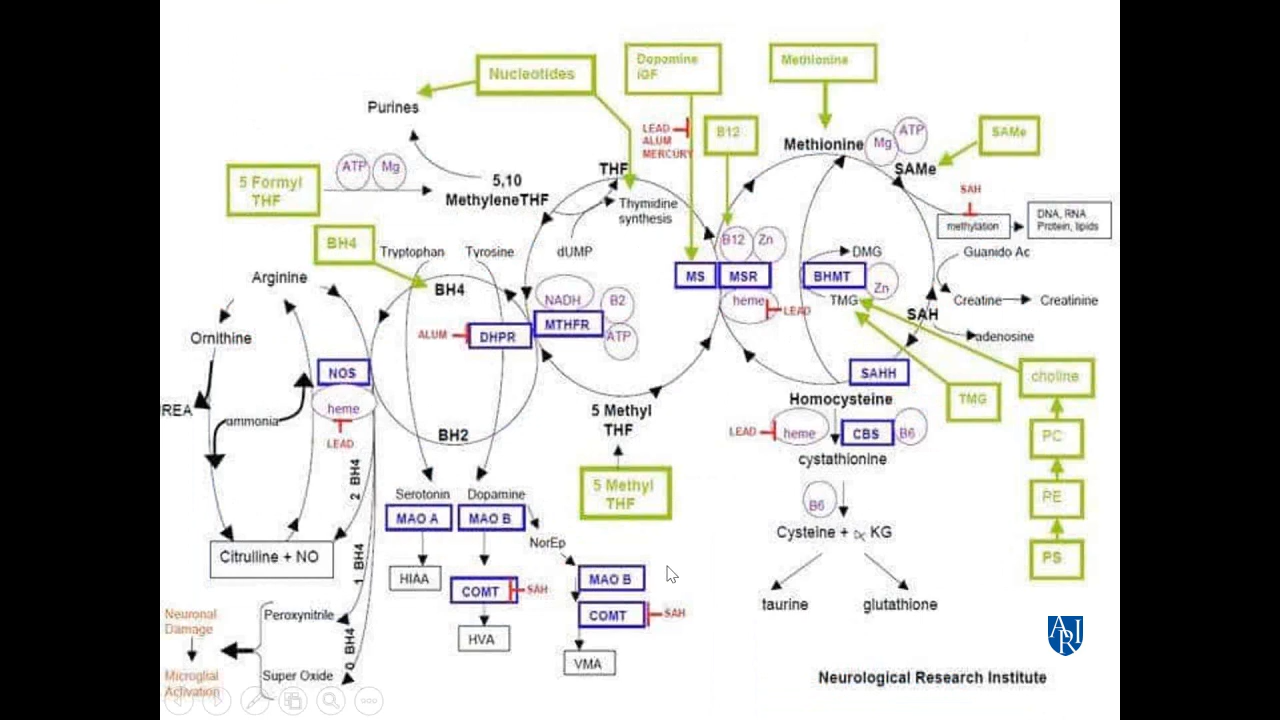 Nucleotides
Dopamine
IGF
Methionine
Purines
LEAD
ALUM
MERCURY
B12
Methionine
Mg
ATP
SAMe
SAMe
ATP
Mg
5 Formyl
THF
5,10
MethyleneTHF
THF
Thymidine
synthesis
SAH
methylation
DNA, RNA
Protein, lipids
BH4
Tryptophan
Tyrosine
dUMP
B12
Zn
DMG
Guanido Ac
Arginine
BH4
MS
MSR
BHMT
Zn
NADH
B2
heme
LEAD
TMG
Creatine
Creatinine
SAH
Ornithine
ALUM
DHPR
MTHFR
ATP
adenosine
NOS
SAHH
choline
REA
heme
ammonia
LEAD
5 Methyl
THF
Homocysteine
TMG
BH2
LEAD
heme
CBS
B6
PC
cystathionine
2 BH4
5 Methyl
THF
Serotonin
Dopamine
B6
PE
MAO A
MAO B
NorEp
Cysteine + KG
Citrulline + NO
1 BH4
HIAA
MAO B
PS
COMT
SAH
COMT
SAH
taurine
glutathione
Neuronal
Damage
Peroxynitrile
HVA
0 BH4
VMA
Microglial
Activation
Super Oxide
ARI
Neurological Research Institute